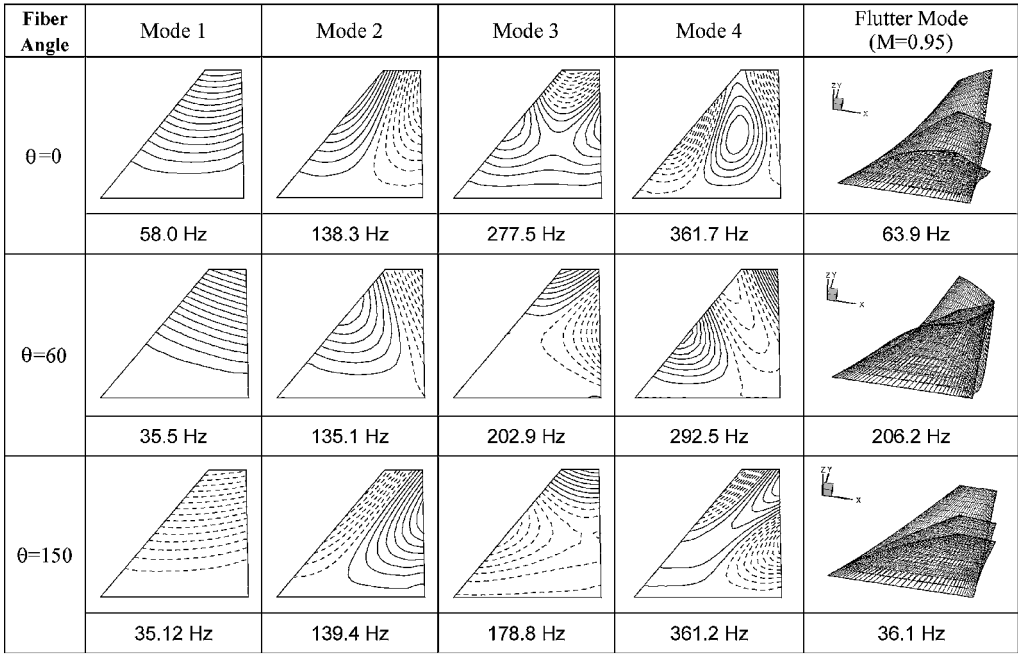 Fiber Angle
Mode 1
Mode 2
Mode 3
Mode 4
Flutter Mode
(M=0.95)
θ=0
ZY
X
58.0 Hz
138.3 Hz
277.5 Hz
361.7 Hz
63.9 Hz
θ=60
ZY
X
35.5 Hz
135.1 Hz
202.9 Hz
292.5 Hz
206.2 Hz
θ=150
ZY
X
35.12 Hz
139.4 Hz
178.8 Hz
361.2 Hz
36.1 Hz